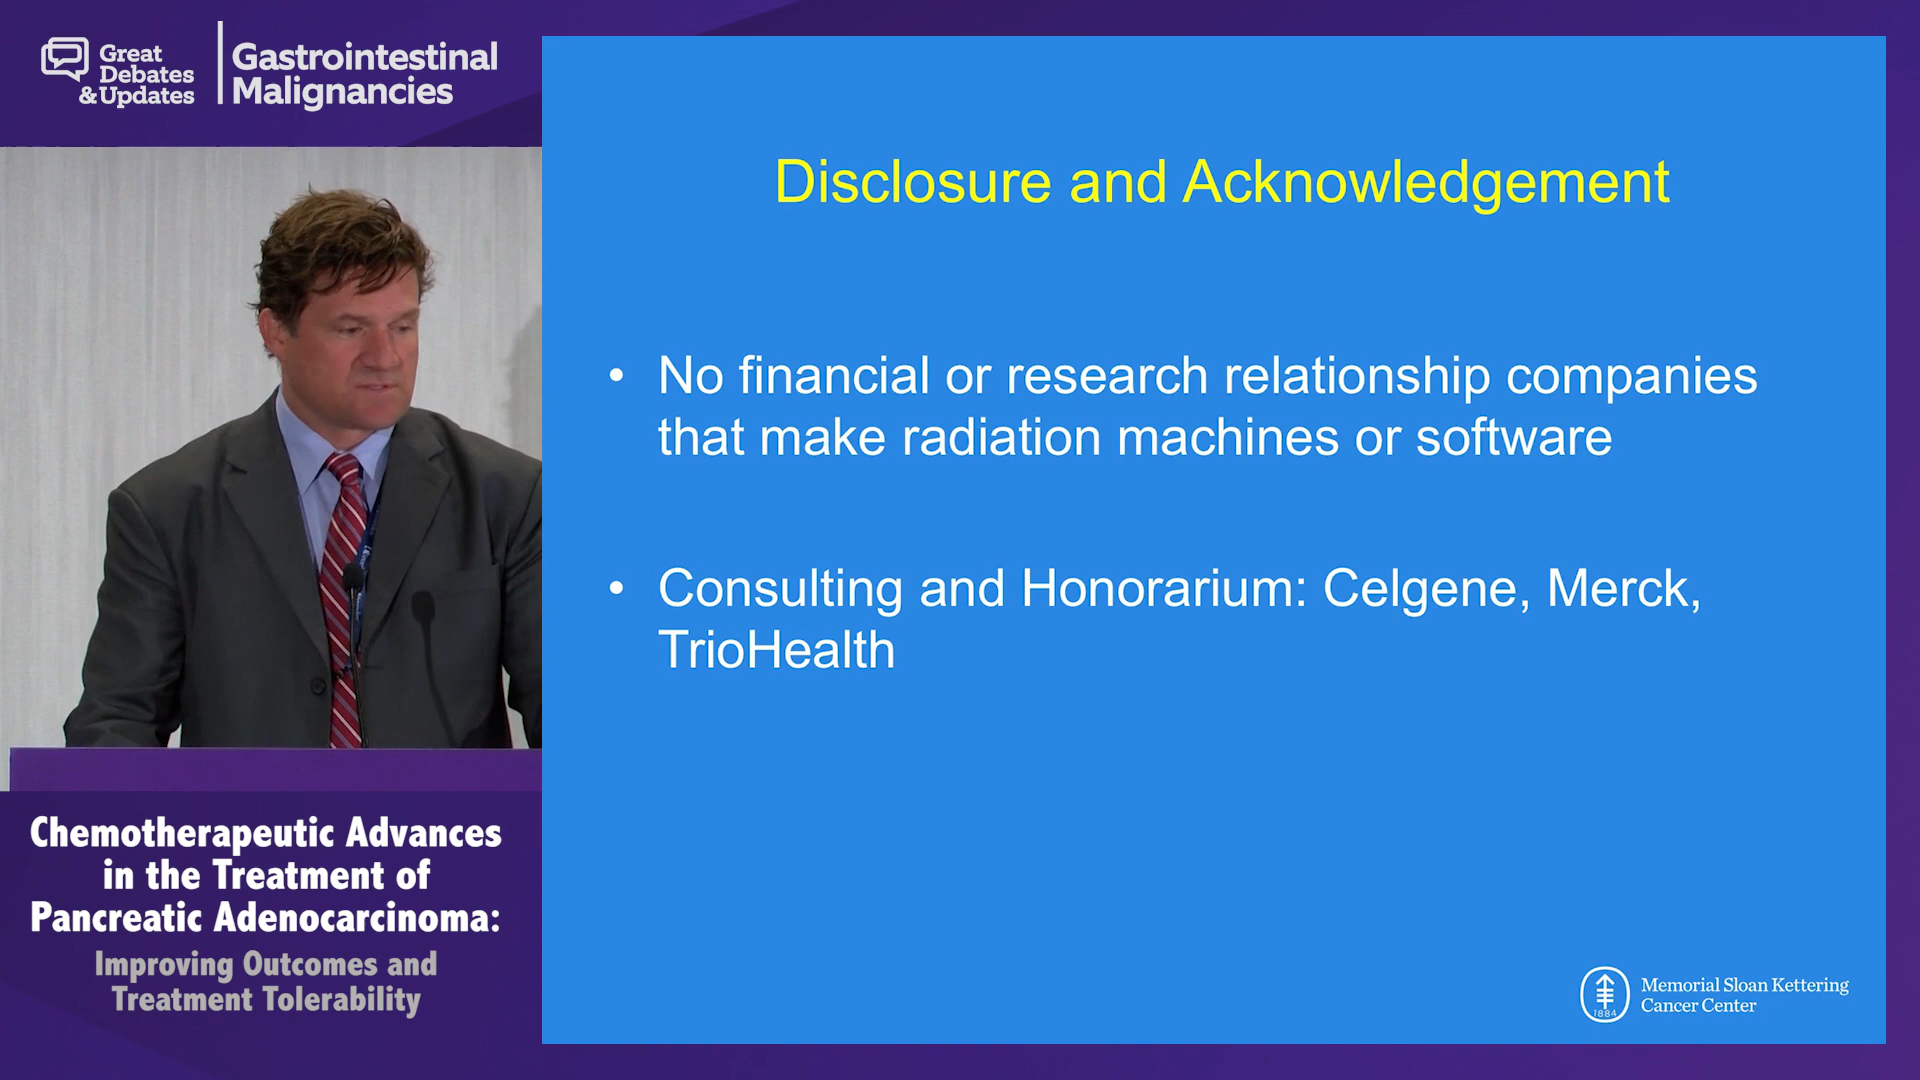 Great
Debates
& Updates
Gastrointestinal
Malignancies
Disclosure and Acknowledgement
• No financial or research relationship companies
that make radiation machines or software
• Consulting and Honorarium: Celgene, Merck,
TrioHealth
Chemotherapeutic Advances
in the Treatment of
Pancreatic Adenocarcinoma:
Improving Outcomes and
Treatment Tolerability
1884
Memorial Sloan Kettering
Cancer Center